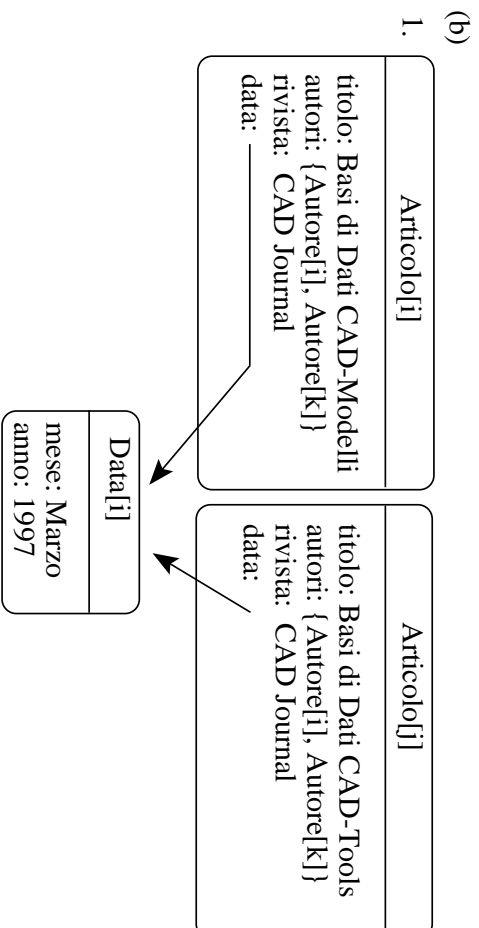 (b)
1.
Articolo[i]
titolo: Basi di Dati CAD-Modelli
autori: {Autore[i], Autore[k]}
rivista: CAD Journal
data:
Articolo[j]
titolo: Basi di Dati CAD-Tools
autori: {Autore[i], Autore[k]}
rivista: CAD Journal
data:
Data[i]
mese: Marzo
anno: 1997